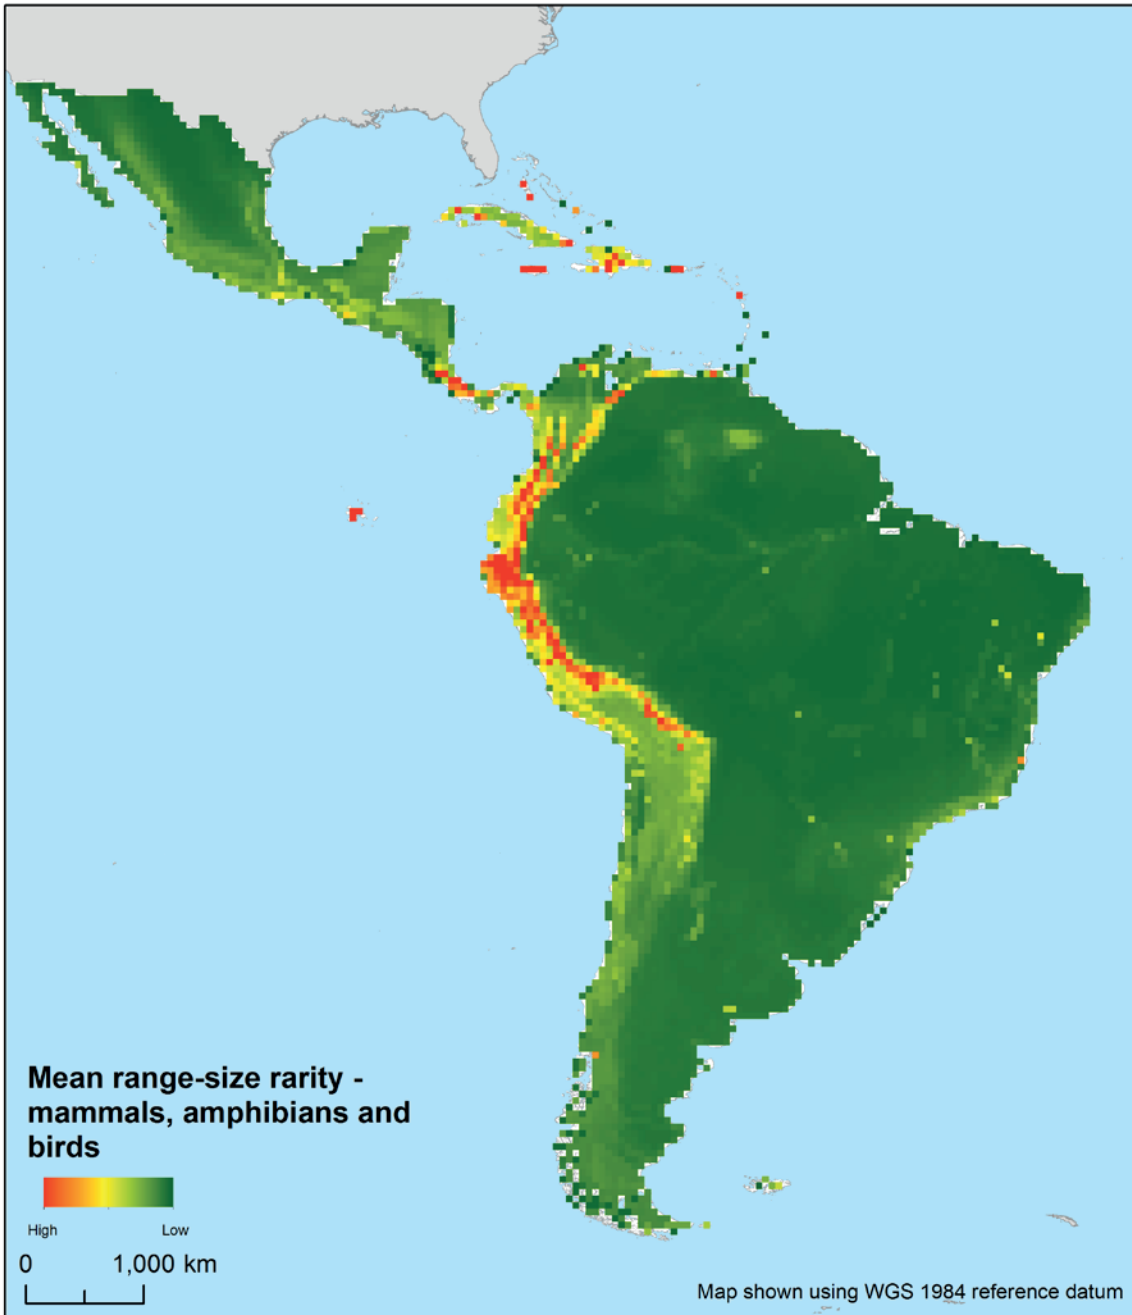 Mean range-size rarity -
mammals, amphibians and
birds
High Low
0 1,000 km
Map shown using WGS 1984 reference datum